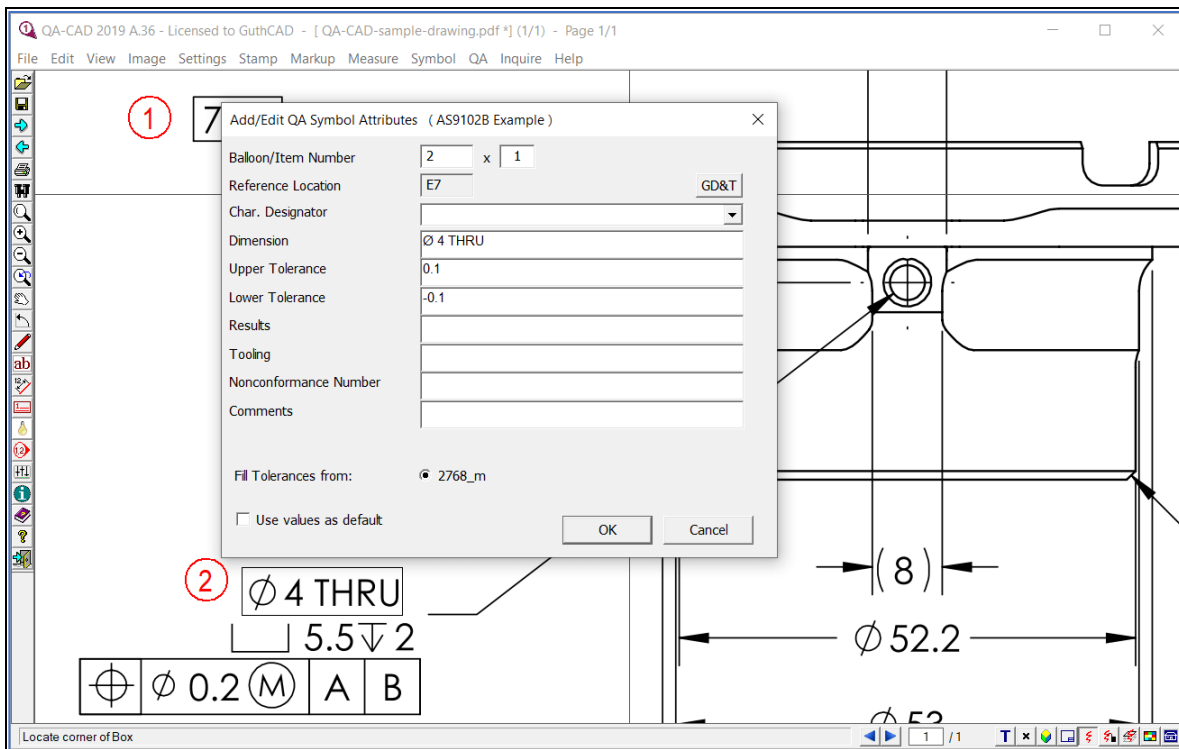 QA-CAD 2019 A.36 - Licensed to GuthCAD - [ QA-CAD-sample-drawing.pdf *] (1/1) - Page 1/1
File Edit View Image Settings Stamp Markup Measure Symbol QA Inquire Help
1
7
Add/Edit QA Symbol Attributes ( AS9102B Example )
Balloon/Item Number 2 x 1
Reference Location E7 GD&T
Char. Designator
Dimension Ø 4 THRU
Upper Tolerance 0.1
Lower Tolerance -0.1
Results
Tooling
Nonconformance Number
Comments
Fill Tolerances from: 2768_m
Use values as default
OK Cancel
2
Ø 4 THRU
⌴ 5.5 ↧ 2
⌖ Ø 0.2 Ⓜ A B
(8)
Ø 52.2
Ø 53
ab
Locate corner of Box 1 /1 T